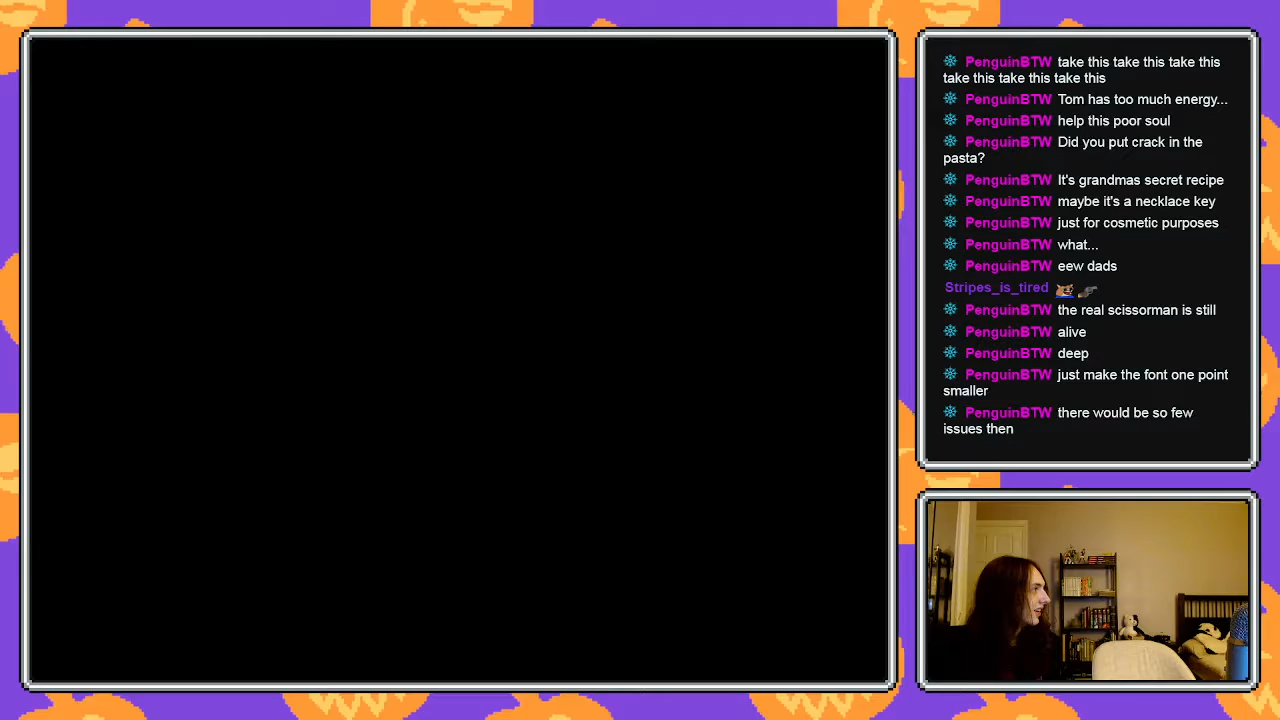 PenguinBTW take this take this take this
take this take this take this
PenguinBTW Tom has too much energy...
PenguinBTW help this poor soul
PenguinBTW Did you put crack in the
pasta?
PenguinBTW It's grandmas secret recipe
PenguinBTW maybe it's a necklace key
PenguinBTW just for cosmetic purposes
PenguinBTW what...
PenguinBTW eew dads
Stripes_is_tired
PenguinBTW the real scissorman is still
PenguinBTW alive
PenguinBTW deep
PenguinBTW just make the font one point
smaller
PenguinBTW there would be so few
issues then